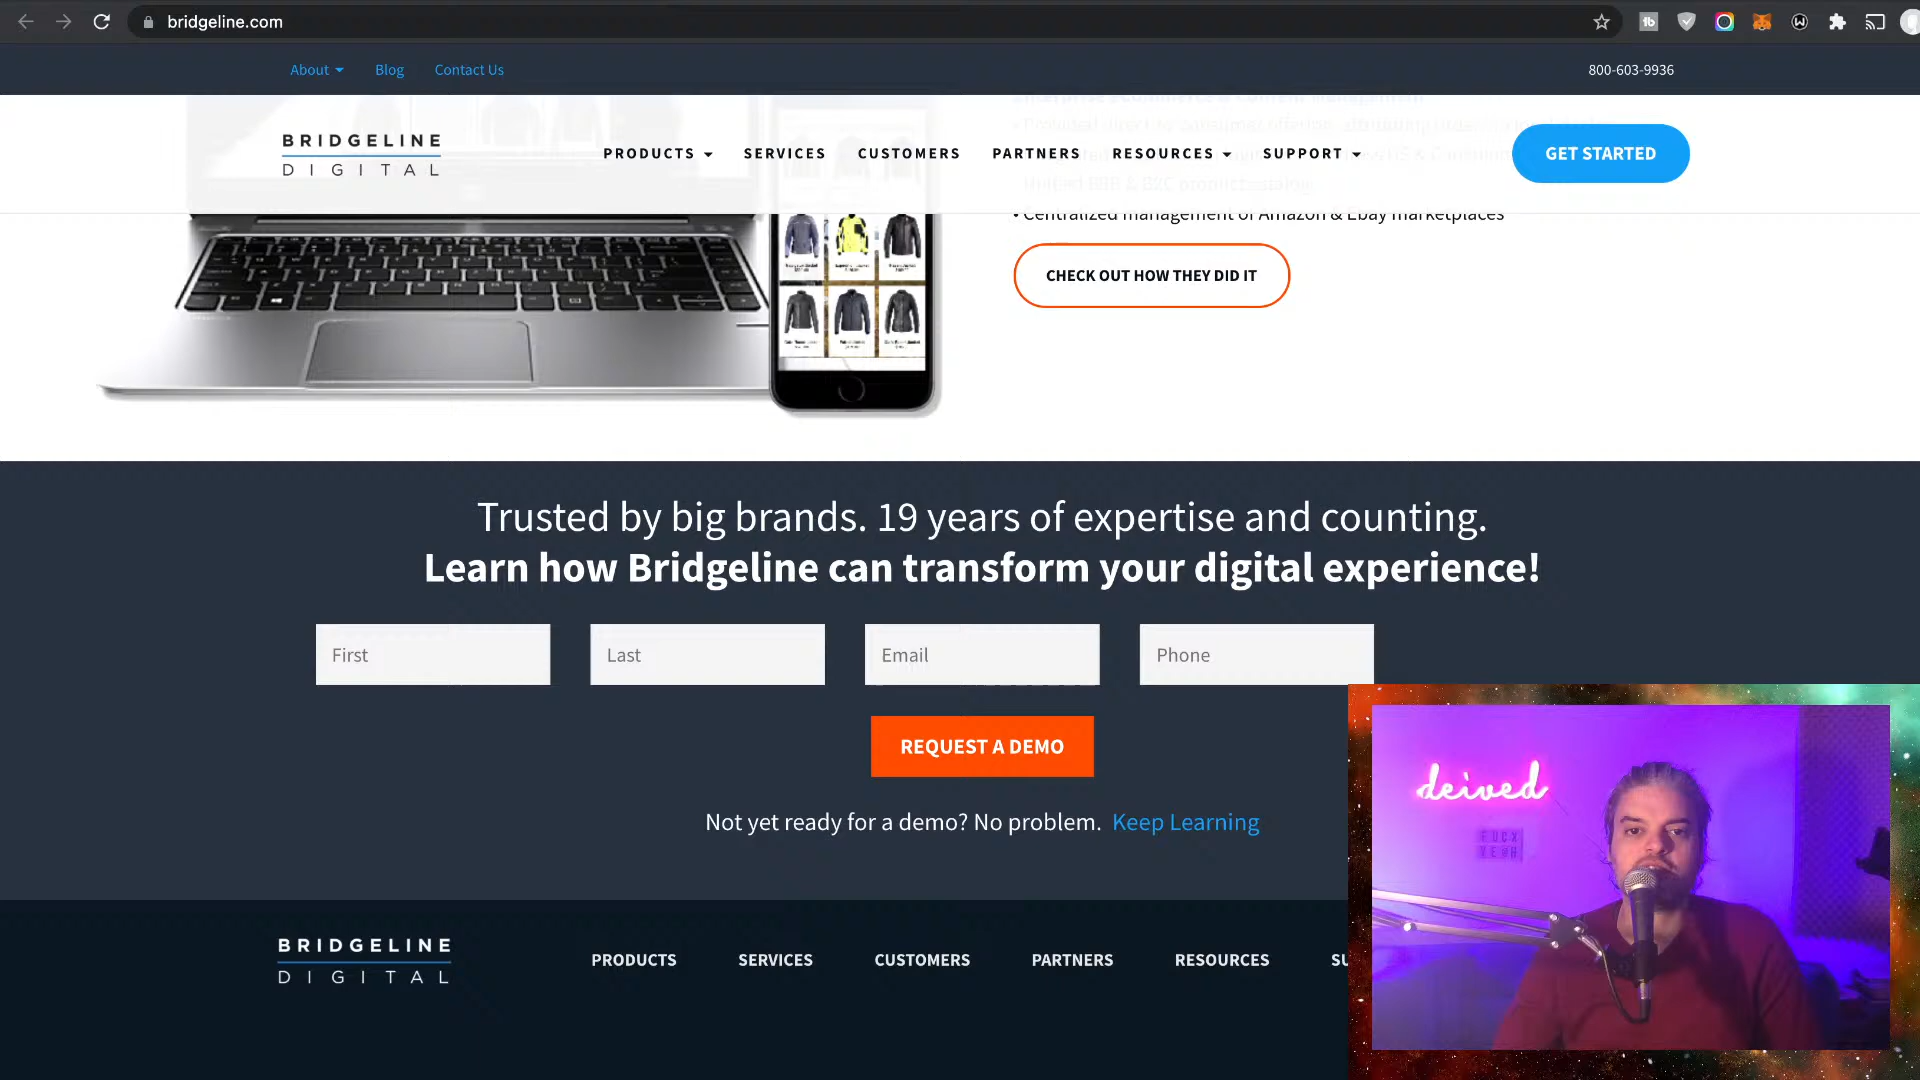 bridgeline.com
About Blog Contact Us 800-603-9936
BRIDGELINE
DIGITAL
PRODUCTS SERVICES CUSTOMERS PARTNERS RESOURCES SUPPORT
GET STARTED
• Centralized management of Amazon & Ebay marketplaces
CHECK OUT HOW THEY DID IT
Trusted by big brands. 19 years of expertise and counting.
Learn how Bridgeline can transform your digital experience!
First Last Email Phone
REQUEST A DEMO
Not yet ready for a demo? No problem. Keep Learning
deived
FUCK
YEAH
BRIDGELINE
DIGITAL
PRODUCTS SERVICES CUSTOMERS PARTNERS RESOURCES SU